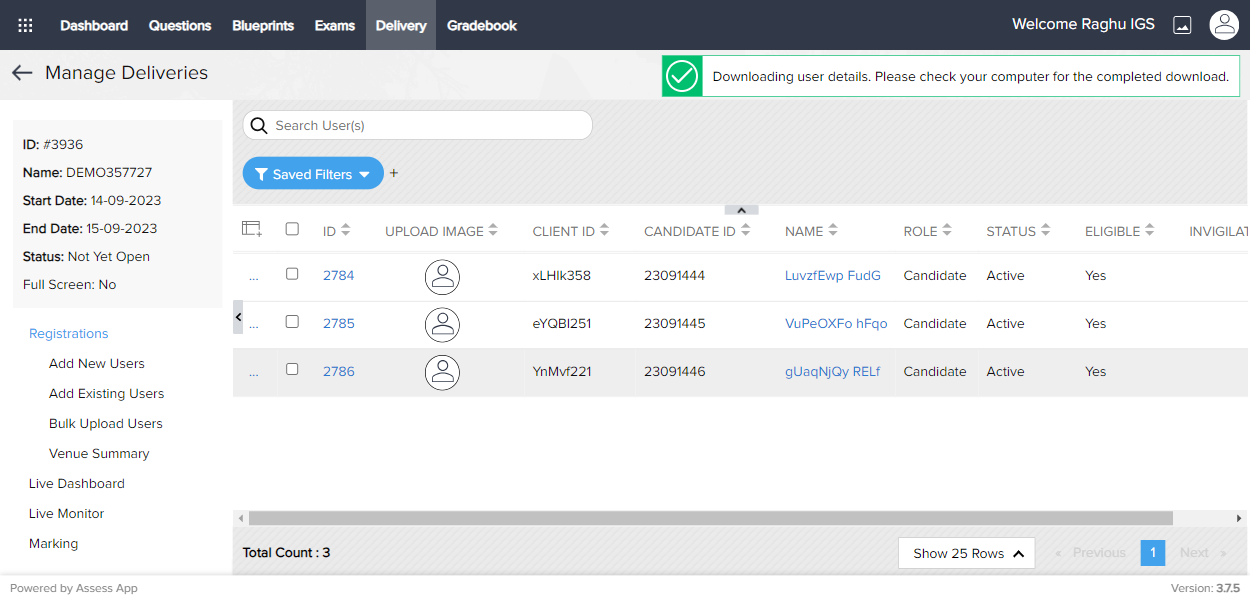 Dashboard Questions Blueprints Exams Delivery Gradebook Welcome Raghu IGS
Manage Deliveries
Downloading user details. Please check your computer for the completed download.
ID: #3936
Name: DEMO357727
Start Date: 14-09-2023
End Date: 15-09-2023
Status: Not Yet Open
Full Screen: No
Registrations
Add New Users
Add Existing Users
Bulk Upload Users
Venue Summary
Live Dashboard
Live Monitor
Marking
Search User(s)
Saved Filters +
ID UPLOAD IMAGE CLIENT ID CANDIDATE ID NAME ROLE STATUS ELIGIBLE INVIGILAT
... 2784 xLHlk358 23091444 LuvzfEwp FudG Candidate Active Yes
... 2785 eYQBl251 23091445 VuPeOXFo hFqo Candidate Active Yes
... 2786 YnMvf221 23091446 gUaqNjQy RELf Candidate Active Yes
Total Count : 3 Show 25 Rows « Previous 1 Next »
Powered by Assess App Version: 3.7.5